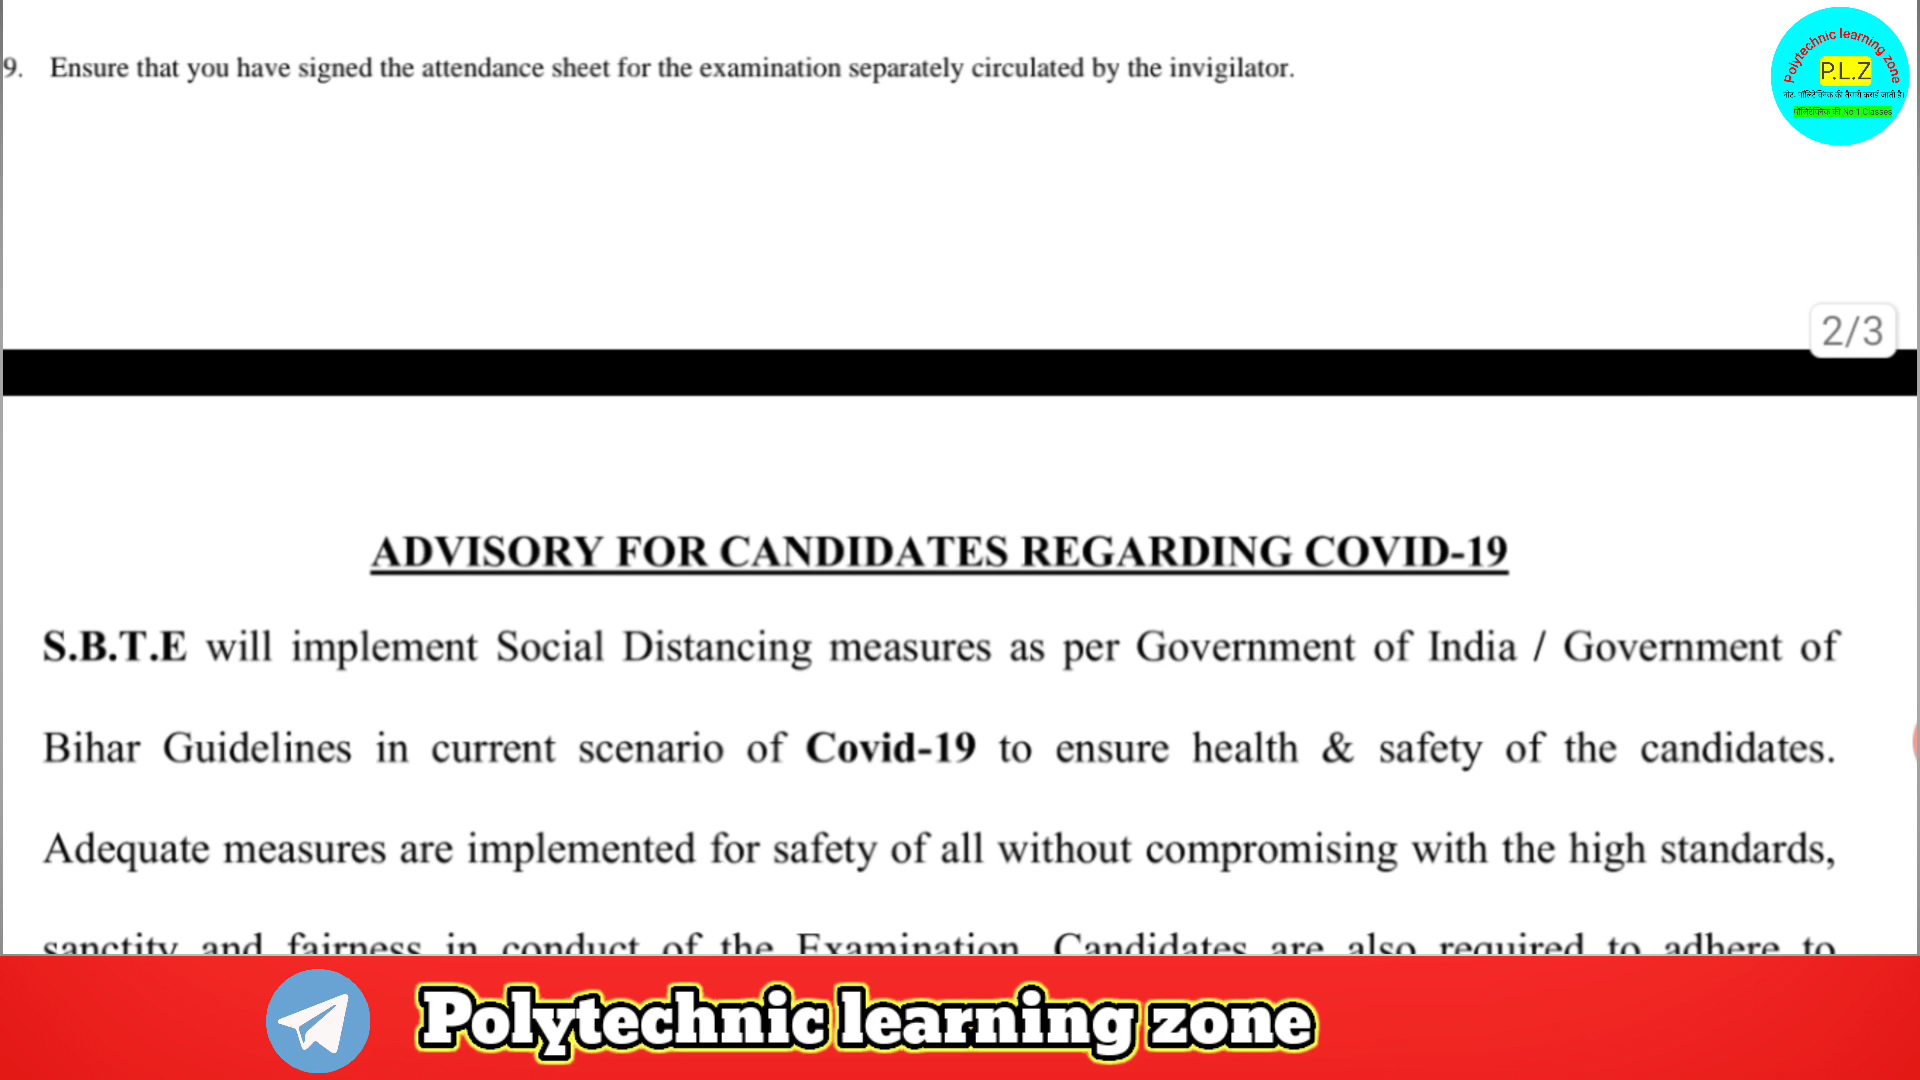 9. Ensure that you have signed the attendance sheet for the examination separately circulated by the invigilator.
Polytechnic learning zone
P.L.Z
नोट- पॉलिटेक्निक की तैयारी कराई जाती है।
पॉलिटेक्निक की No 1 Classes
2/3
ADVISORY FOR CANDIDATES REGARDING COVID-19
S.B.T.E will implement Social Distancing measures as per Government of India / Government of
Bihar Guidelines in current scenario of Covid-19 to ensure health & safety of the candidates.
Adequate measures are implemented for safety of all without compromising with the high standards,
sanctity and fairness in conduct of the Examination. Candidates are also required to adhere to
Polytechnic learning zone